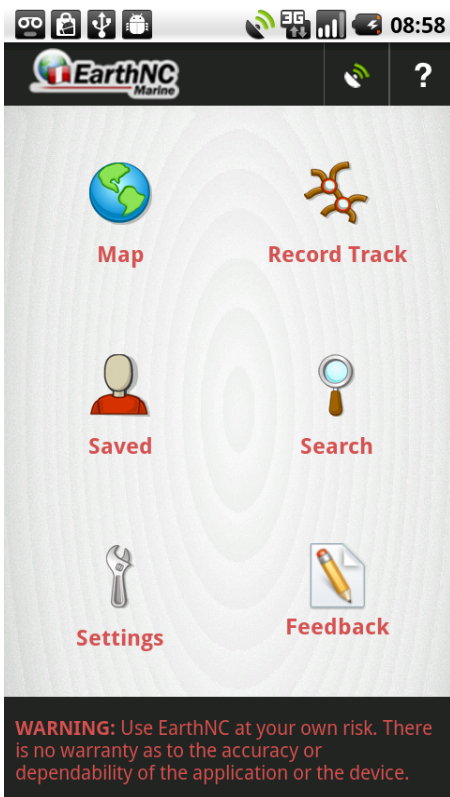 3G 08:58
EarthNC
Marine
?
Map Record Track
Saved Search
Settings Feedback
WARNING: Use EarthNC at your own risk. There
is no warranty as to the accuracy or
dependability of the application or the device.